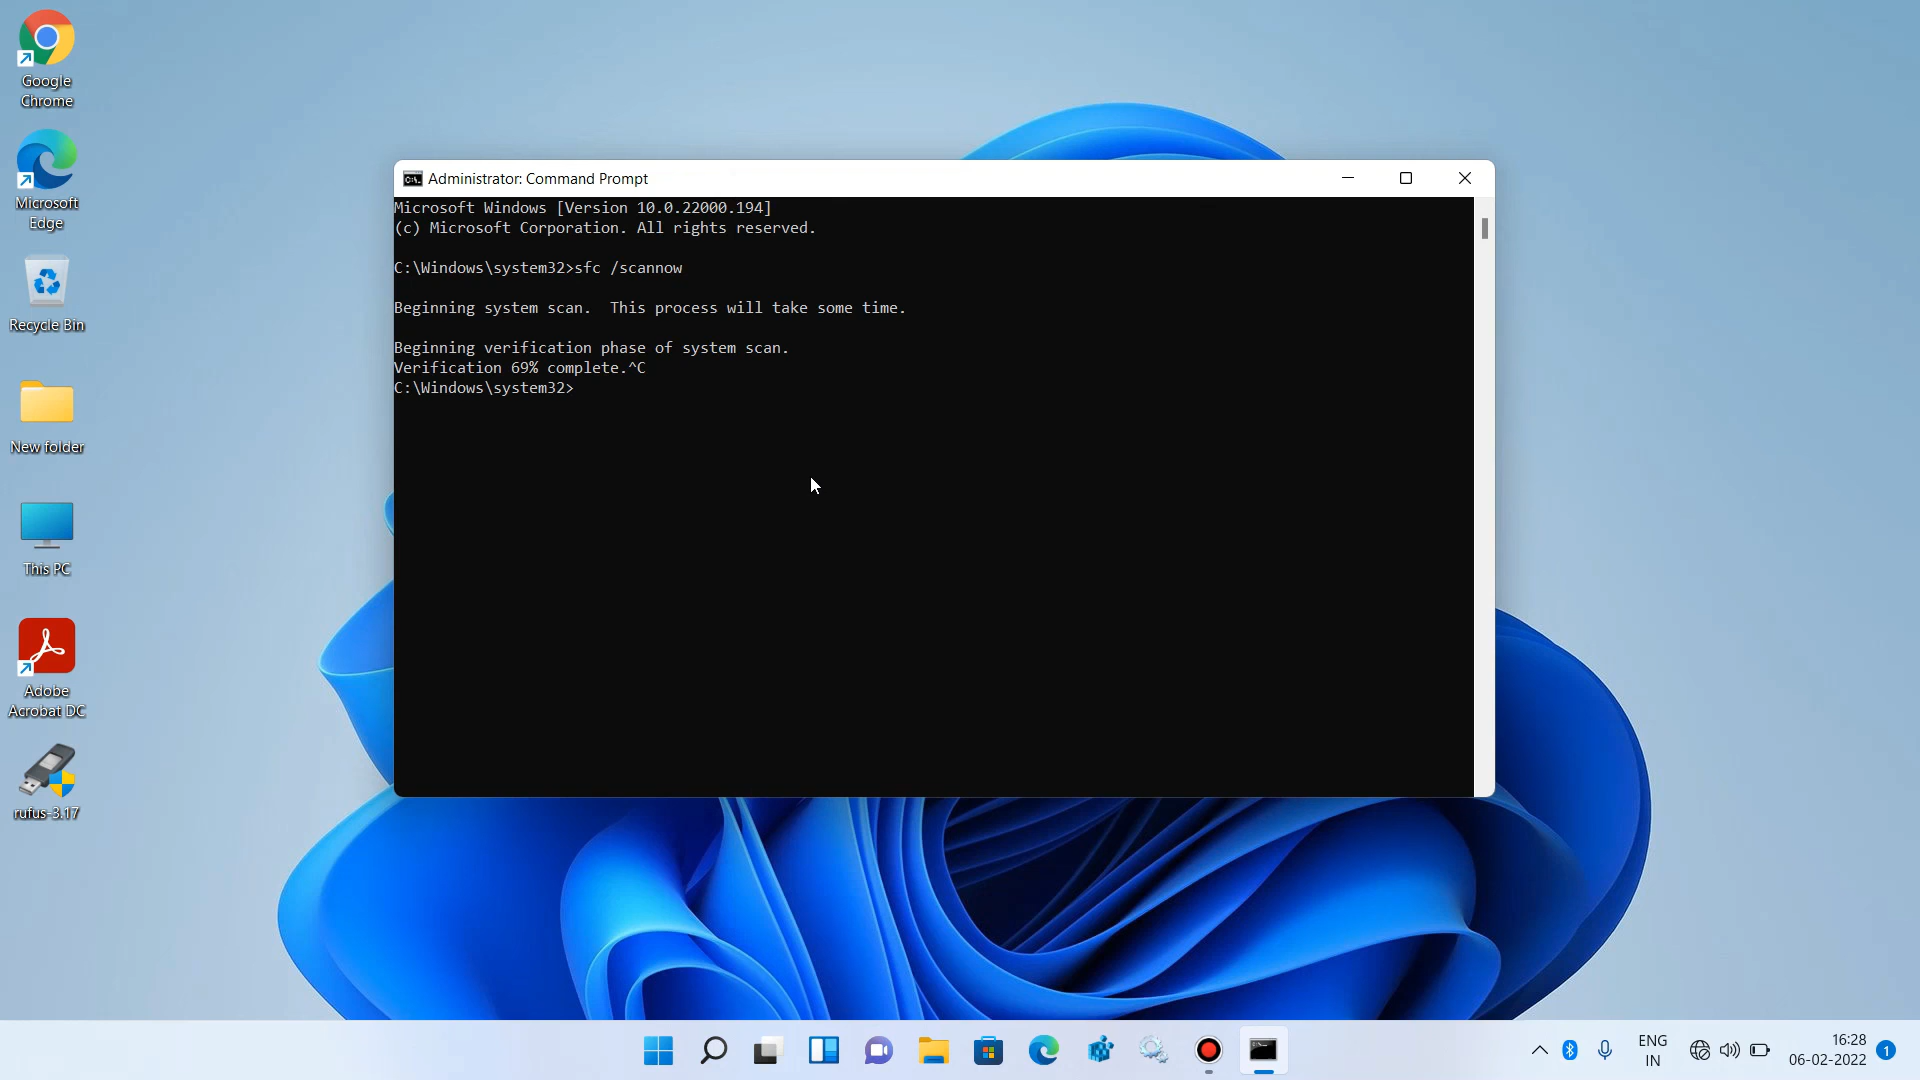 Google
Chrome
Microsoft
Edge
Recycle Bin
New folder
This PC
Adobe
Acrobat DC
rufus-3.17
Administrator: Command Prompt
Microsoft Windows [Version 10.0.22000.194]
(c) Microsoft Corporation. All rights reserved.
C:\Windows\system32>sfc /scannow
Beginning system scan.  This process will take some time.
Beginning verification phase of system scan.
Verification 69% complete.^C
C:\Windows\system32>
ENG
IN
16:28
06-02-2022
1